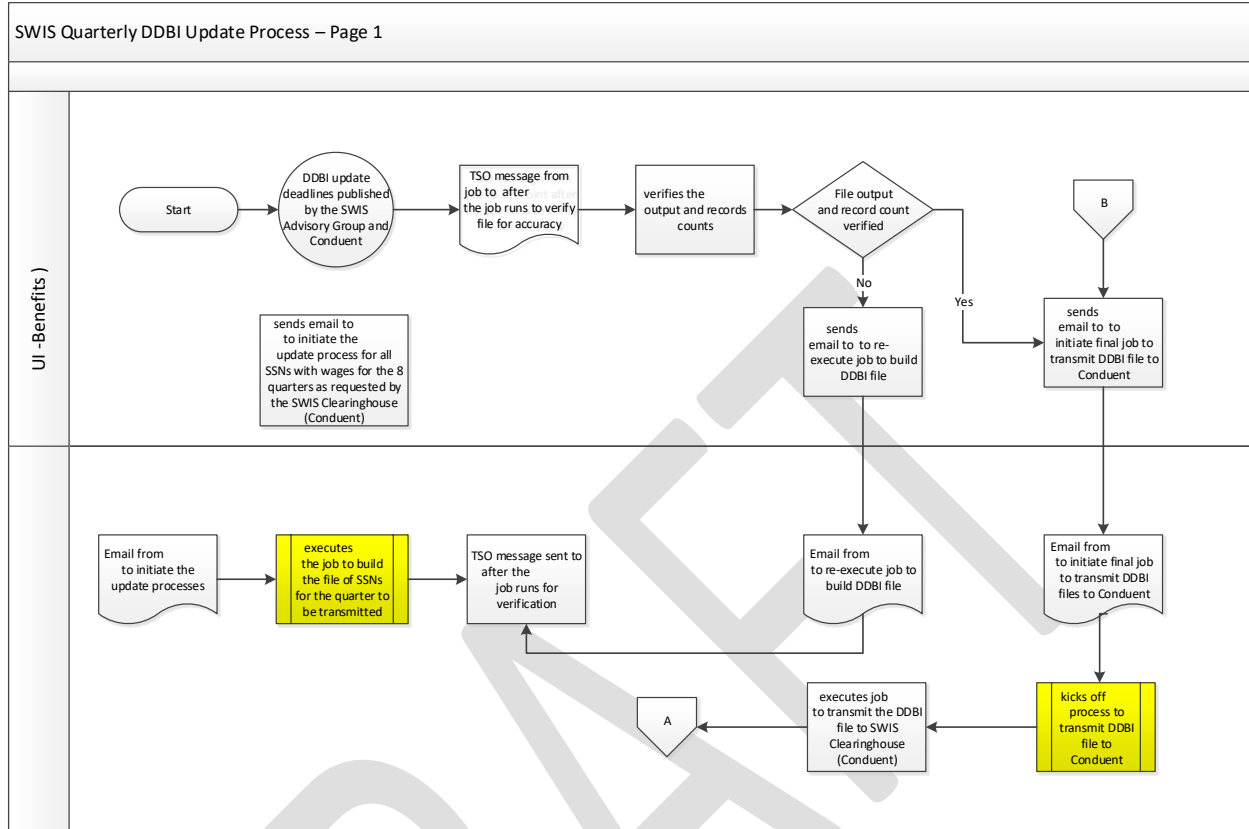 SWIS Quarterly DDBI Update Process – Page 1
UI -Benefits )
Start
DDBI update
deadlines published
by the SWIS
Advisory Group and
Conduent
TSO message from
job to after
the job runs to verify
file for accuracy
verifies the
output and records
counts
File output
and record count
verified
B
No
Yes
sends email to
to initiate the
update process for all
SSNs with wages for the 8
quarters as requested by
the SWIS Clearinghouse
(Conduent)
sends
email to to re-
execute job to build
DDBI file
sends
email to to
initiate final job to
transmit DDBI file to
Conduent
Email from
to initiate the
update processes
executes
the job to build
the file of SSNs
for the quarter to
be transmitted
TSO message sent to
after the
job runs for
verification
Email from
to re-execute job to
build DDBI file
Email from
to initiate final job
to transmit DDBI
files to Conduent
A
executes job
to transmit the DDBI
file to SWIS
Clearinghouse
(Conduent)
kicks off
process to
transmit DDBI
file to
Conduent
DRAFT